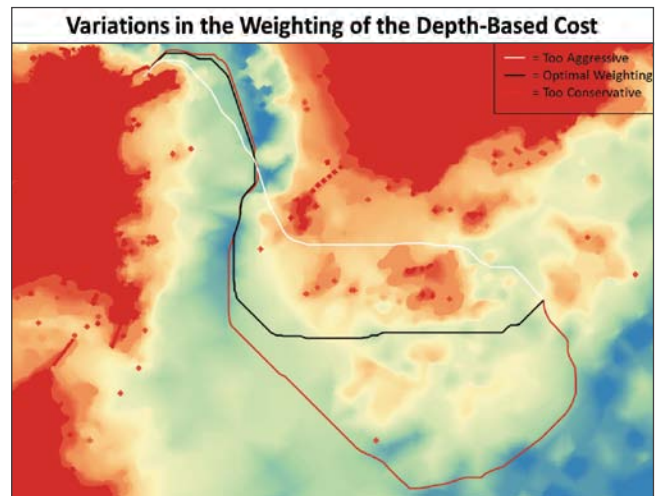 Variations in the Weighting of the Depth-Based Cost
= Too Aggressive
= Optimal Weighting
= Too Conservative